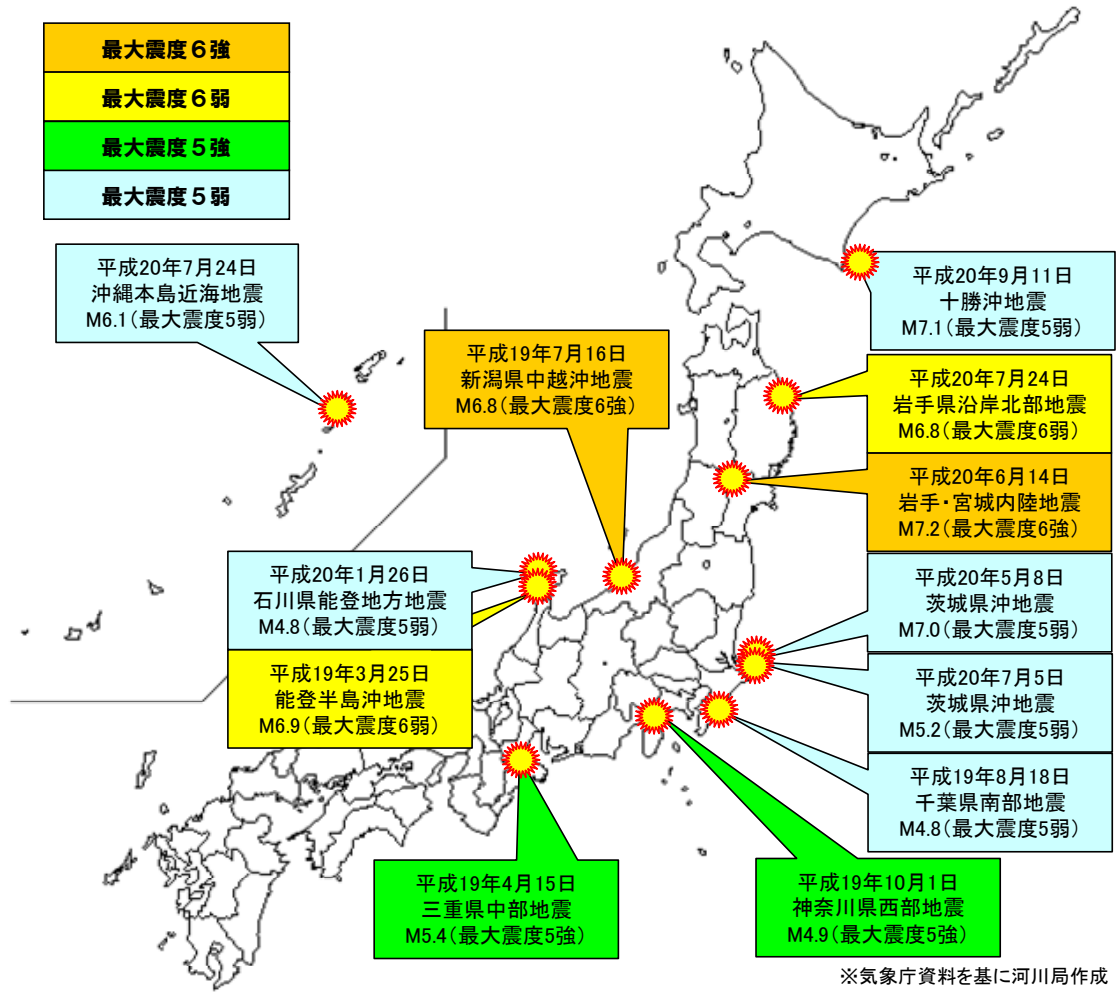 最大震度6強
最大震度6弱
最大震度5強
最大震度5弱
平成20年7月24日
沖縄本島近海地震
M6.1(最大震度5弱)
平成20年9月11日
十勝沖地震
M7.1(最大震度5弱)
平成19年7月16日
新潟県中越沖地震
M6.8(最大震度6強)
平成20年7月24日
岩手県沿岸北部地震
M6.8(最大震度6弱)
平成20年6月14日
岩手・宮城内陸地震
M7.2(最大震度6強)
平成20年1月26日
石川県能登地方地震
M4.8(最大震度5弱)
平成20年5月8日
茨城県沖地震
M7.0(最大震度5弱)
平成19年3月25日
能登半島沖地震
M6.9(最大震度6弱)
平成20年7月5日
茨城県沖地震
M5.2(最大震度5弱)
平成19年8月18日
千葉県南部地震
M4.8(最大震度5弱)
平成19年4月15日
三重県中部地震
M5.4(最大震度5強)
平成19年10月1日
神奈川県西部地震
M4.9(最大震度5強)
※気象庁資料を基に河川局作成